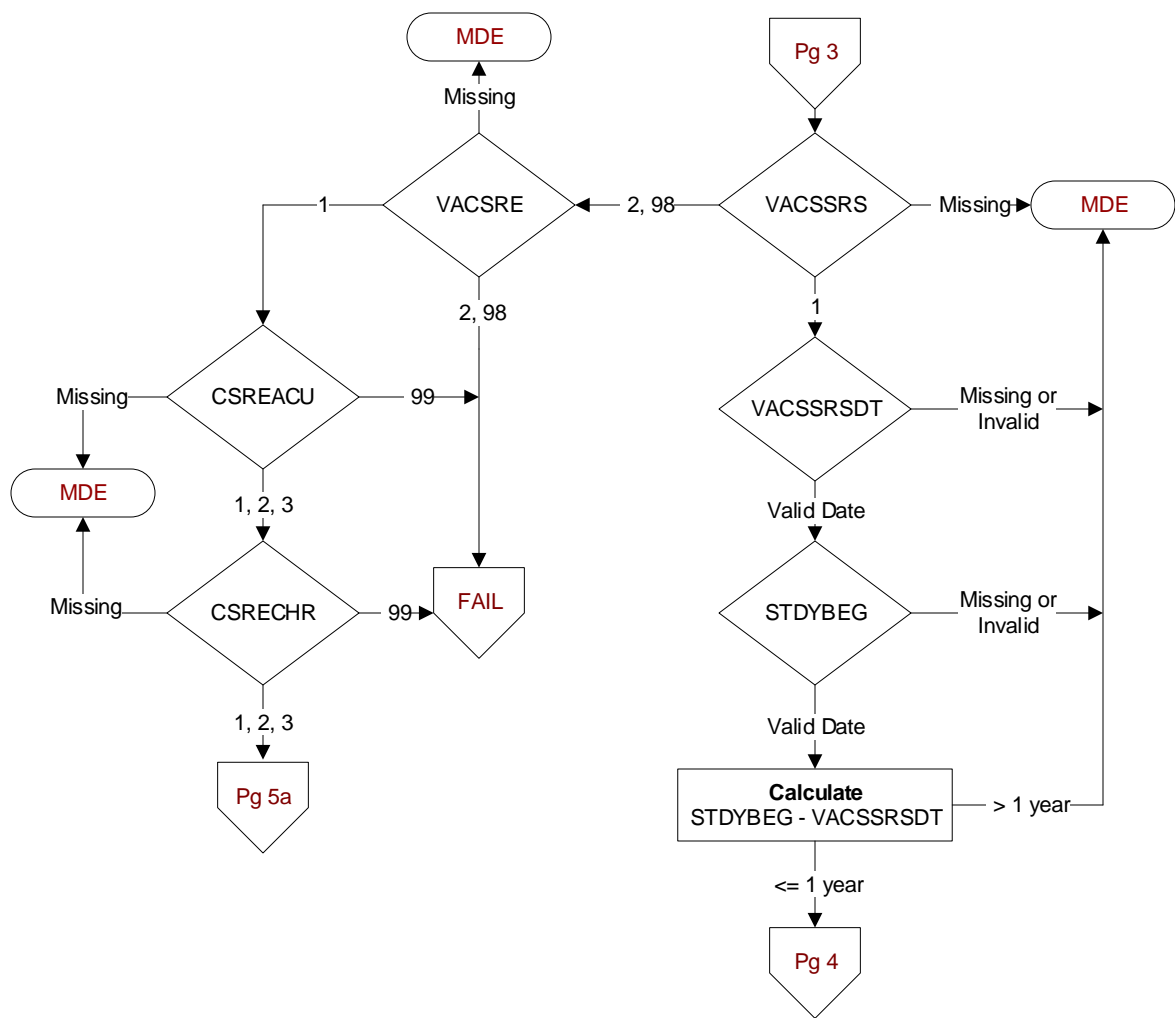 MDE
Pg 3
Missing
VACSRE
2, 98
VACSSRS
Missing
MDE
1
2, 98
1
CSREACU
99
Missing
VACSSRSDT
Missing or
Invalid
MDE
1, 2, 3
Valid Date
Missing
CSRECHR
99
FAIL
STDYBEG
Missing or
Invalid
1, 2, 3
Valid Date
Pg 5a
Calculate
STDYBEG - VACSSRSDT
> 1 year
<= 1 year
Pg 4